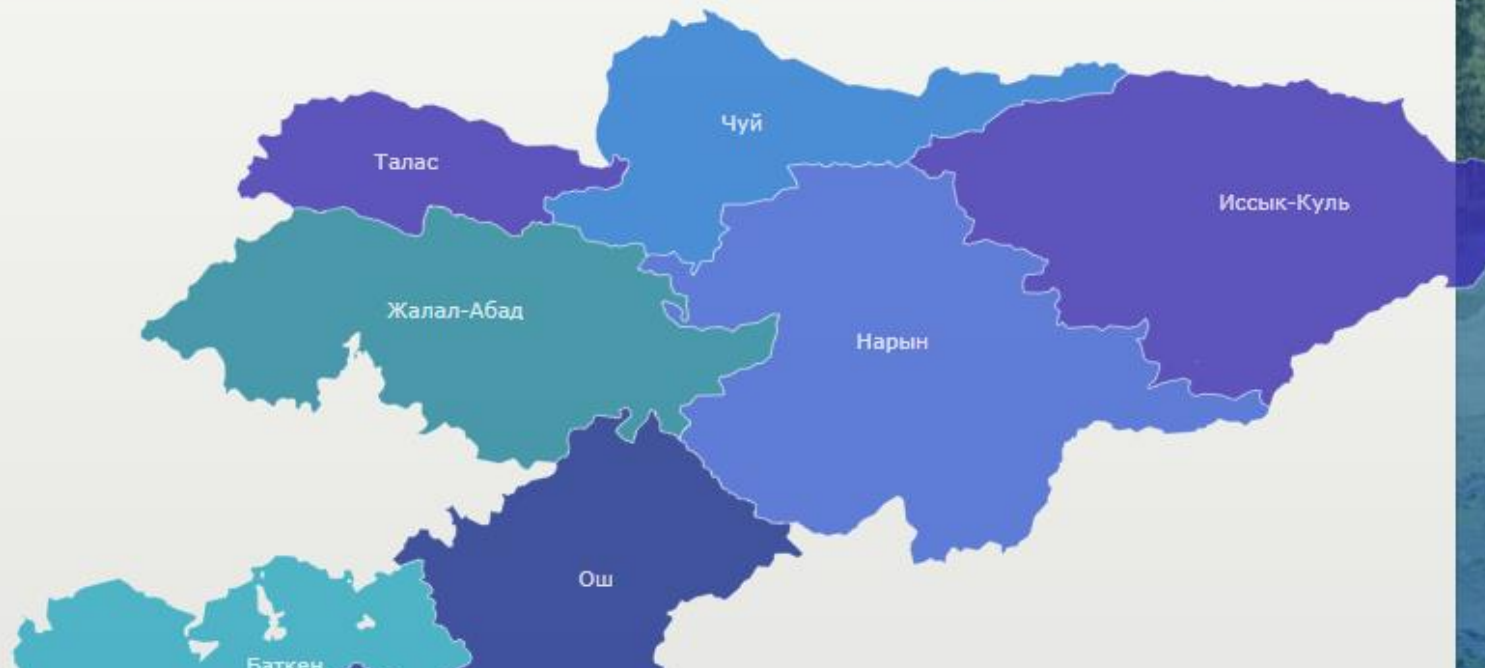 Чуй
Талас
Иссык-Куль
Жалал-Абад
Нарын
Ош
Баткен